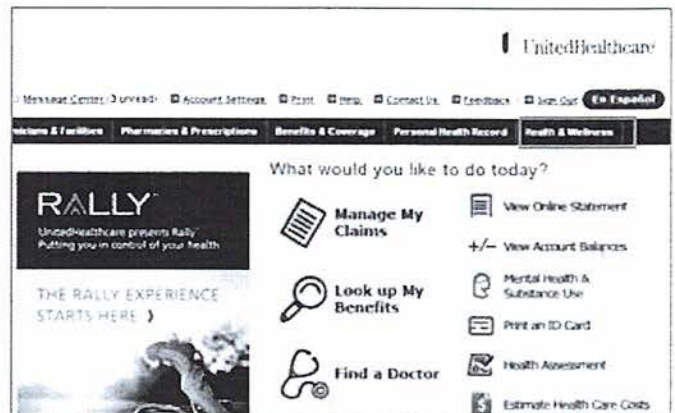 UnitedHealthcare
Message Center (3 unread) Account Settings Print Help Contact Us Feedback Sign Out En Español
Pharmacies & Prescriptions Benefits & Coverage Personal Health Record Health & Wellness
What would you like to do today?
RALLY
UnitedHealthcare presents Rally
Putting you in control of your health
THE RALLY EXPERIENCE
STARTS HERE
Manage My
Claims
Look up My
Benefits
Find a Doctor
View Online Statement
+/- View Account Balances
Mental Health &
Substance Use
Print an ID Card
Health Assessment
Estimate Health Care Costs